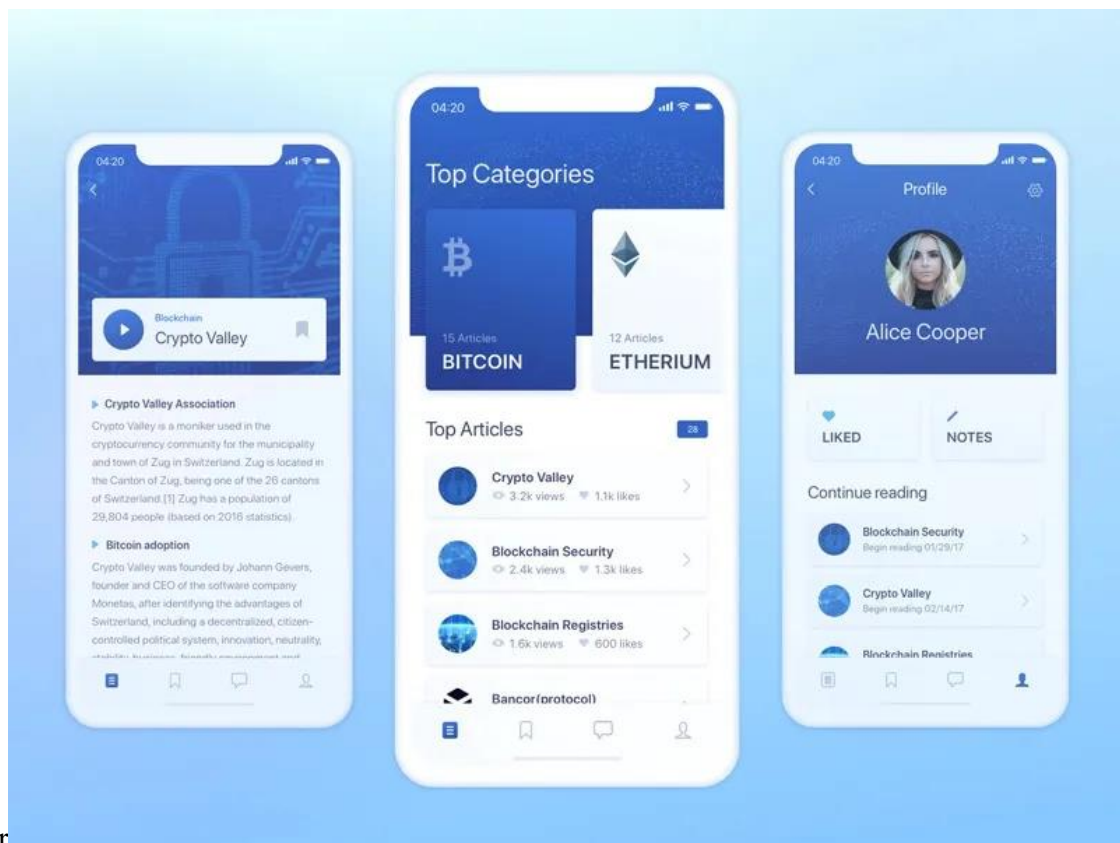 04:20
Blockchain
Crypto Valley
Crypto Valley Association
Crypto Valley is a moniker used in the
cryptocurrency community for the municipality
and town of Zug in Switzerland. Zug is located in
the Canton of Zug, being one of the 26 cantons
of Switzerland.[1] Zug has a population of
29,804 people (based on 2016 statistics)
Bitcoin adoption
Crypto Valley was founded by Johann Gevers,
founder and CEO of the software company
Monetas, after identifying the advantages of
Switzerland, including a decentralized, citizen-
controlled political system, innovation, neutrality,
stability, business-friendly environment and
04:20
Top Categories
15 Articles
BITCOIN
12 Articles
ETHERIUM
Top Articles
28
Crypto Valley
3.2k views 1.1k likes
Blockchain Security
2.4k views 1.3k likes
Blockchain Registries
1.6k views 600 likes
Bancor(protocol)
04:20
Profile
Alice Cooper
LIKED
NOTES
Continue reading
Blockchain Security
Begin reading 01/29/17
Crypto Valley
Begin reading 02/14/17
Blockchain Registries